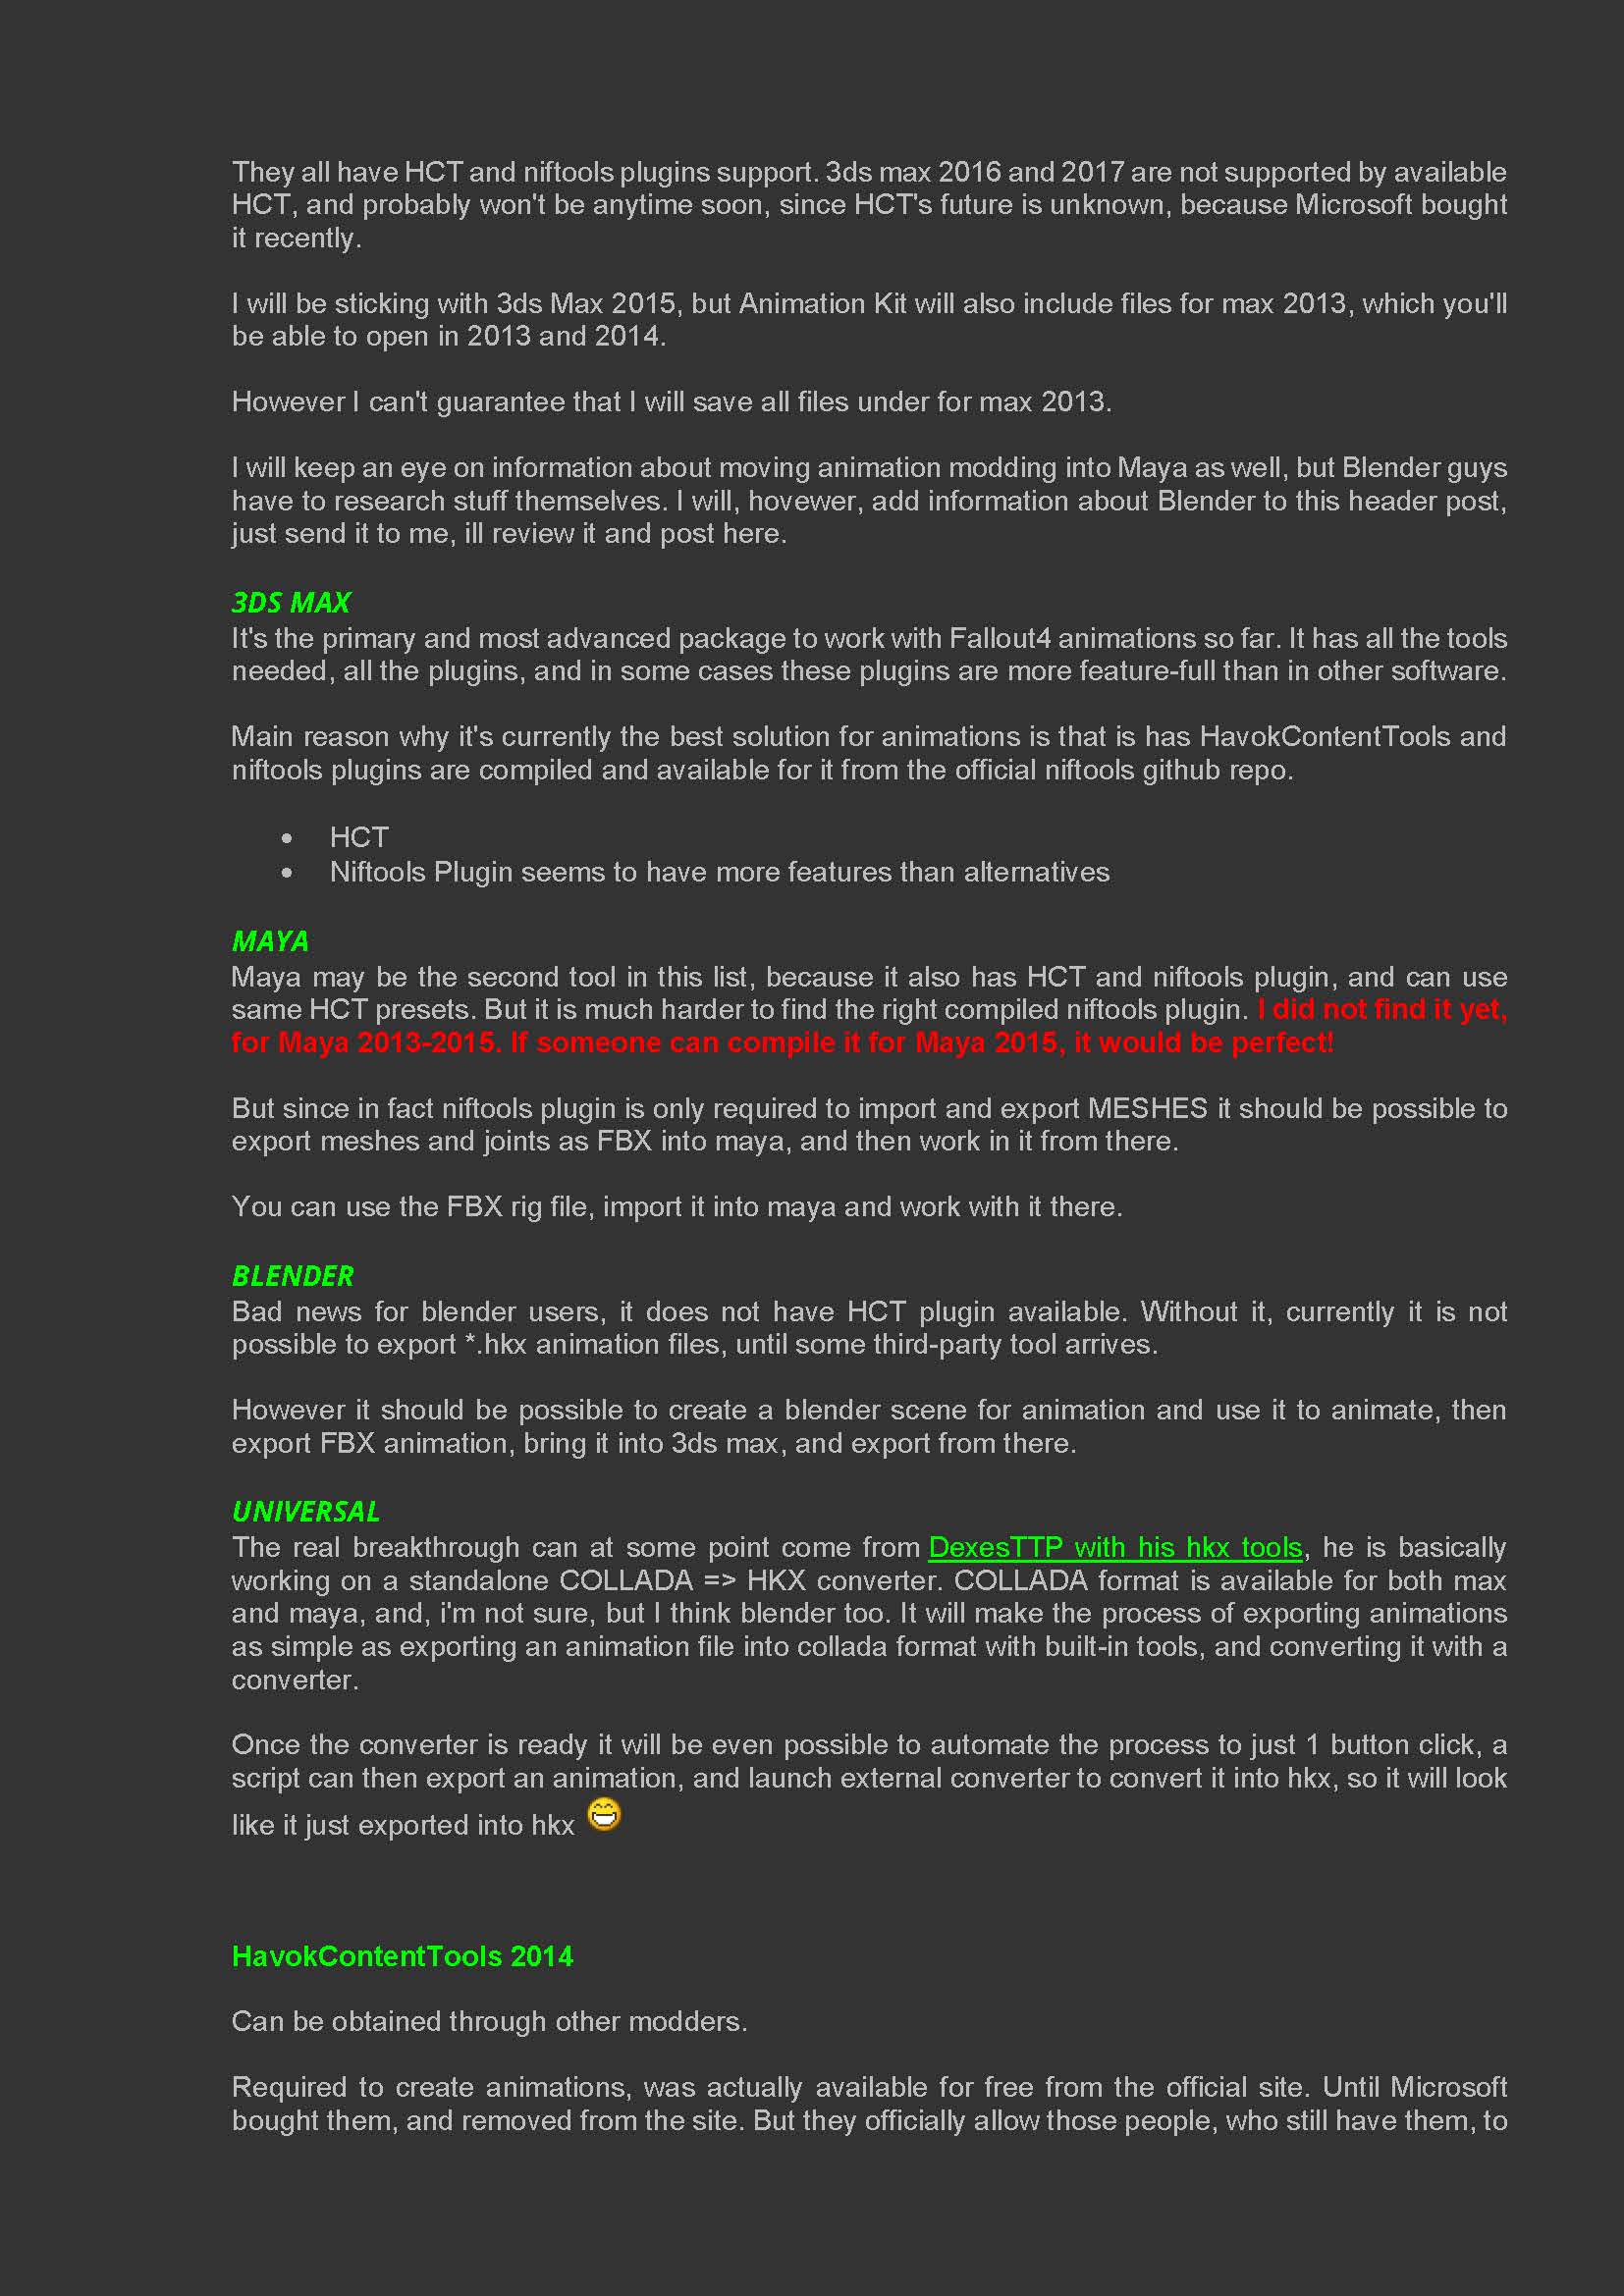 They all have HCT and niftools plugins support. 3ds max 2016 and 2017 are not supported by available
HCT, and probably won't be anytime soon, since HCT's future is unknown, because Microsoft bought
it recently.
I will be sticking with 3ds Max 2015, but Animation Kit will also include files for max 2013, which you'll
be able to open in 2013 and 2014.
However I can't guarantee that I will save all files under for max 2013.
I will keep an eye on information about moving animation modding into Maya as well, but Blender guys
have to research stuff themselves. I will, hovewer, add information about Blender to this header post,
just send it to me, ill review it and post here.
3DS MAX
It's the primary and most advanced package to work with Fallout4 animations so far. It has all the tools
needed, all the plugins, and in some cases these plugins are more feature-full than in other software.
Main reason why it's currently the best solution for animations is that is has HavokContentTools and
niftools plugins are compiled and available for it from the official niftools github repo.
• HCT
• Niftools Plugin seems to have more features than alternatives
MAYA
Maya may be the second tool in this list, because it also has HCT and niftools plugin, and can use
same HCT presets. But it is much harder to find the right compiled niftools plugin. I did not find it yet,
for Maya 2013-2015. If someone can compile it for Maya 2015, it would be perfect!
But since in fact niftools plugin is only required to import and export MESHES it should be possible to
export meshes and joints as FBX into maya, and then work in it from there.
You can use the FBX rig file, import it into maya and work with it there.
BLENDER
Bad news for blender users, it does not have HCT plugin available. Without it, currently it is not
possible to export *.hkx animation files, until some third-party tool arrives.
However it should be possible to create a blender scene for animation and use it to animate, then
export FBX animation, bring it into 3ds max, and export from there.
UNIVERSAL
The real breakthrough can at some point come from DexesTTP with his hkx tools, he is basically
working on a standalone COLLADA => HKX converter. COLLADA format is available for both max
and maya, and, i'm not sure, but I think blender too. It will make the process of exporting animations
as simple as exporting an animation file into collada format with built-in tools, and converting it with a
converter.
Once the converter is ready it will be even possible to automate the process to just 1 button click, a
script can then export an animation, and launch external converter to convert it into hkx, so it will look
like it just exported into hkx
HavokContentTools 2014
Can be obtained through other modders.
Required to create animations, was actually available for free from the official site. Until Microsoft
bought them, and removed from the site. But they officially allow those people, who still have them, to